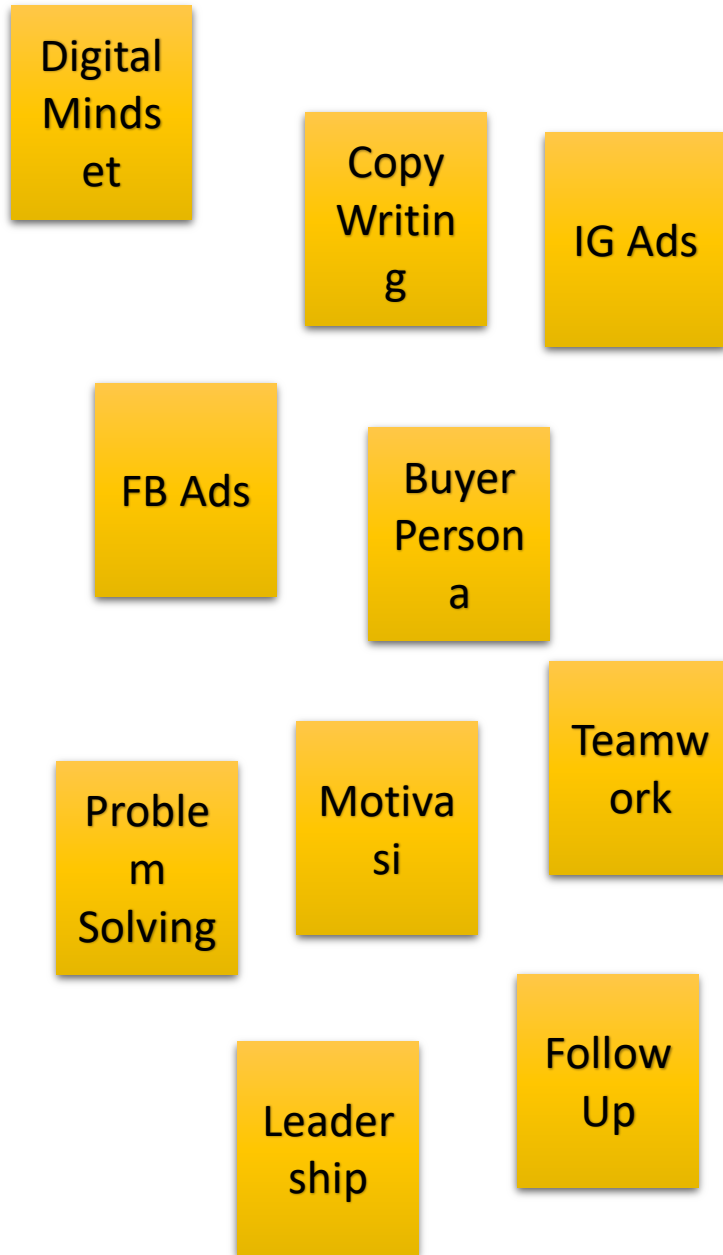 Digital
Minds
et
Copy
Writin
g
IG Ads
FB Ads
Buyer
Person
a
Teamw
ork
Motiva
si
Proble
m
Solving
Follow
Up
Leader
ship